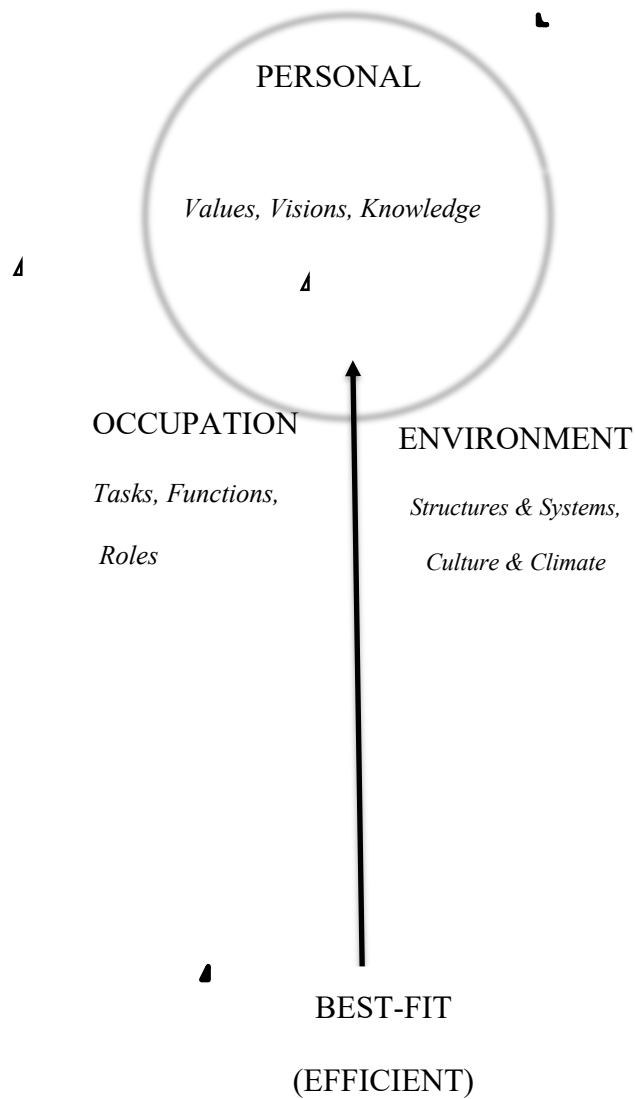 PERSONAL
Values, Visions, Knowledge
OCCUPATION
Tasks, Functions,
Roles
ENVIRONMENT
Structures & Systems,
Culture & Climate
BEST-FIT
(EFFICIENT)